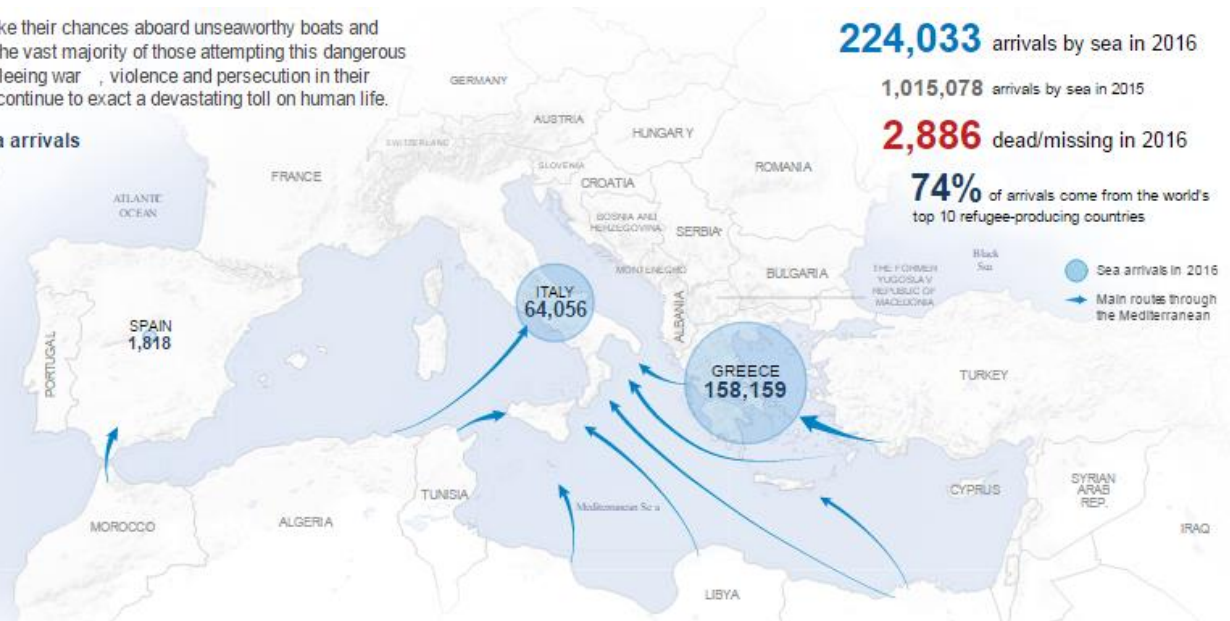 ke their chances aboard unseaworthy boats and
he vast majority of those attempting this dangerous
leeing war , violence and persecution in their
continue to exact a devastating toll on human life.
a arrivals
224,033 arrivals by sea in 2016
1,015,078 arrivals by sea in 2015
2,886 dead/missing in 2016
74% of arrivals come from the world's
top 10 refugee-producing countries
Sea arrivals in 2016
Main routes through
the Mediterranean
GERMANY
AUSTRIA
HUNGARY
SWITZERLAND
SLOVENIA
ROMANIA
FRANCE
CROATIA
ATLANTIC
OCEAN
BOSNIA AND
HERZEGOVINA
SERBIA
MONTENEGRO
BULGARIA
THE FORMER
YUGOSLAV
REPUBLIC OF
MACEDONIA
Black
Sea
ITALY
64,056
ALBANIA
SPAIN
1,818
PORTUGAL
GREECE
158,159
TURKEY
TUNISIA
Mediterranean Sea
CYPRUS
SYRIAN
ARAB
REP.
MOROCCO
ALGERIA
IRAQ
LIBYA